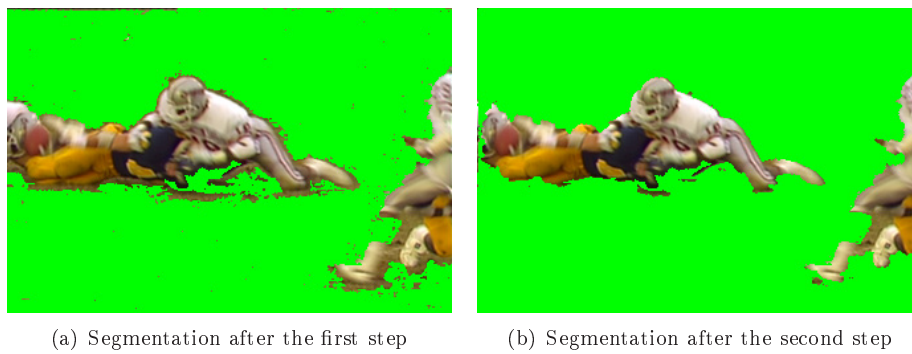 (a) Segmentation after the first step
(b) Segmentation after the second step